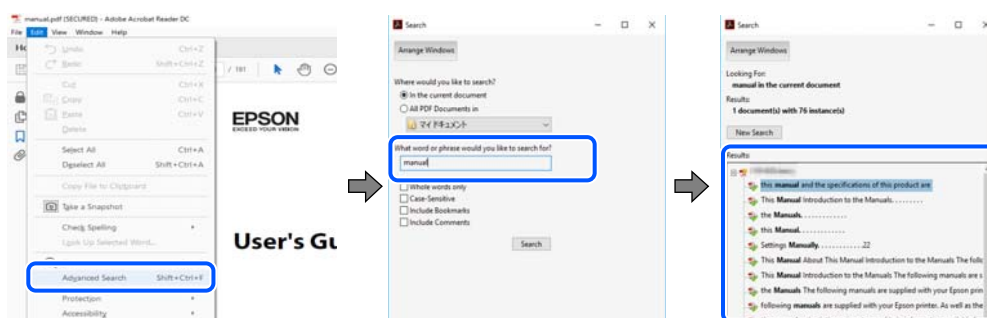 manual.pdf (SECURED) - Adobe Acrobat Reader DC
File Edit View Window Help
Undo Ctrl+Z
Redo Shift+Ctrl+Z
Cut Ctrl+X
Copy Ctrl+C
Paste Ctrl+V
Delete
Select All Ctrl+A
Deselect All Shift+Ctrl+A
Copy File to Clipboard
Take a Snapshot
Check Spelling
Look Up Selected Word...
Advanced Search Shift+Ctrl+F
Protection
Accessibility
/ 191
EPSON
EXCEED YOUR VISION
User's Gu
Search
Arrange Windows
Where would you like to search?
In the current document
All PDF Documents in
マイ ドキュメント
What word or phrase would you like to search for?
manual
Whole words only
Case-Sensitive
Include Bookmarks
Include Comments
Search
Search
Arrange Windows
Looking For:
manual in the current document
Results:
1 document(s) with 76 instance(s)
New Search
Results
this manual and the specifications of this product are
This Manual Introduction to the Manuals. . . . . . . . .
the Manuals. . . . . . . . . . . . .
this Manual. . . . . . . . . . . . .
Settings Manually. . . . . . . . . . . . .22
This Manual About This Manual Introduction to the Manuals The follo
This Manual Introduction to the Manuals The following manuals are s
the Manuals The following manuals are supplied with your Epson prin
following manuals are supplied with your Epson printer. As well as the